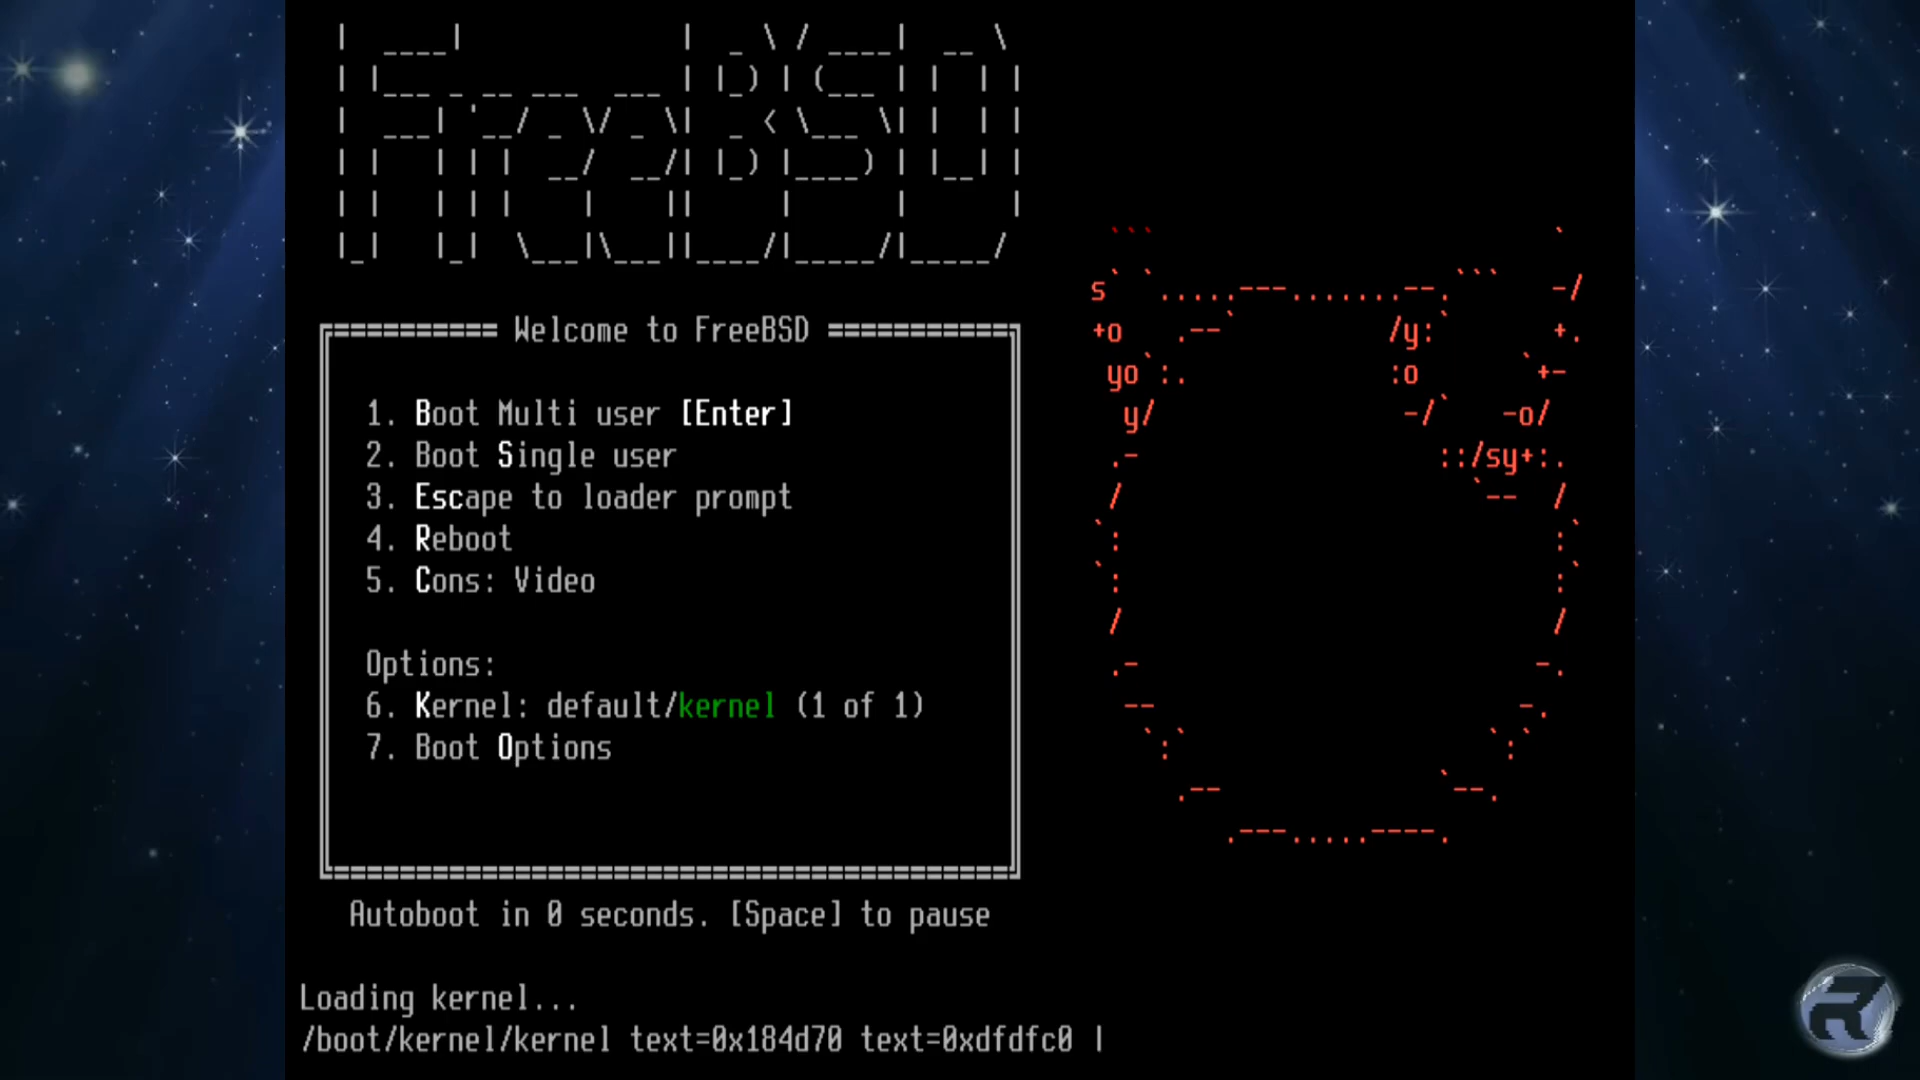 FreeBSD
Welcome to FreeBSD
1. Boot Multi user [Enter]
2. Boot Single user
3. Escape to loader prompt
4. Reboot
5. Cons: Video
Options:
6. Kernel: default/kernel (1 of 1)
7. Boot Options
Autoboot in 0 seconds. [Space] to pause
Loading kernel...
/boot/kernel/kernel text=0x184d70 text=0xdfdfc0 |